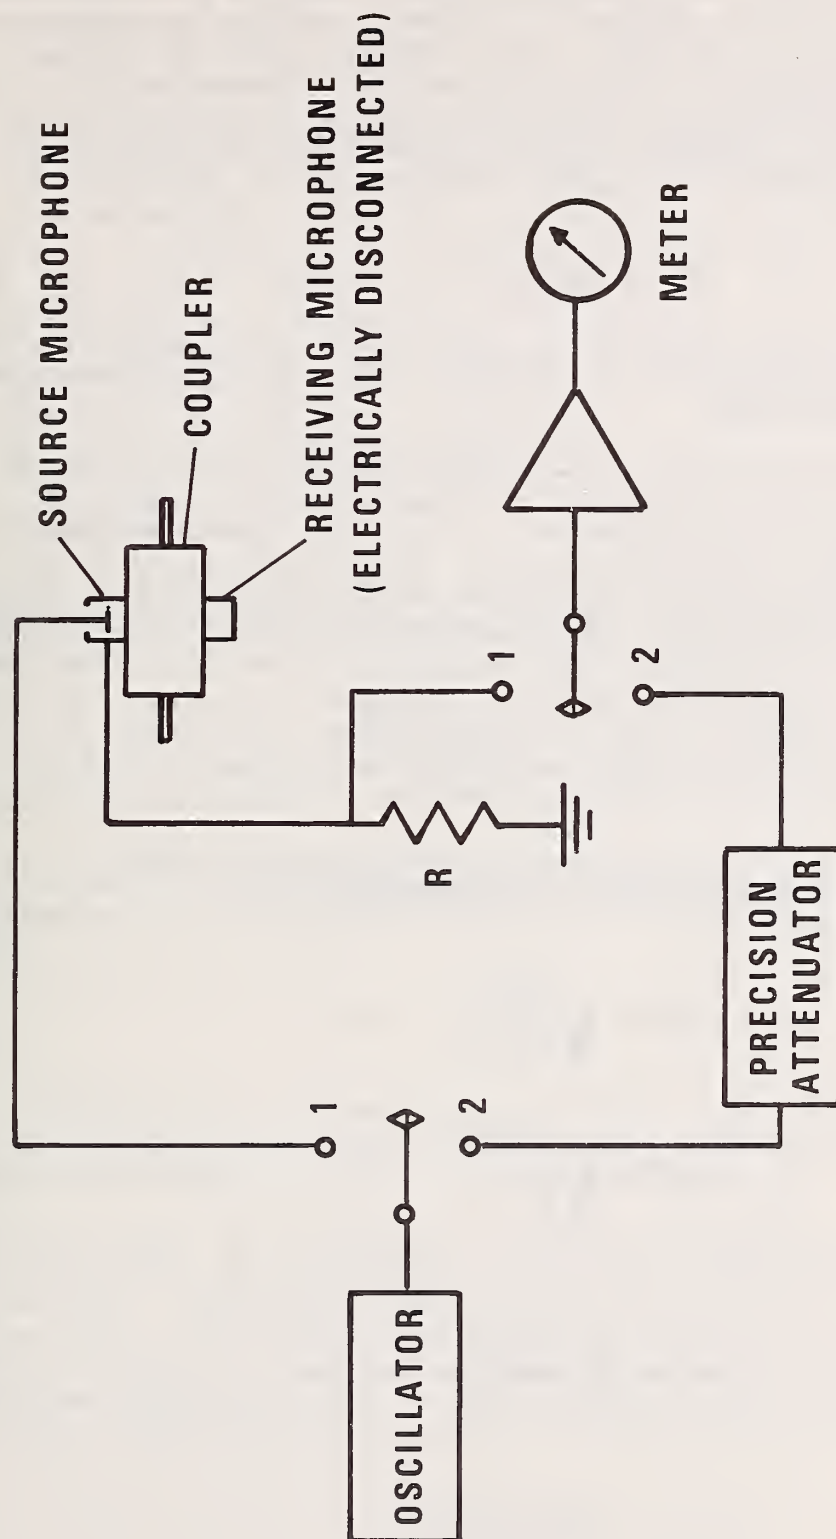 SOURCE MICROPHONE
COUPLER
RECEIVING MICROPHONE
(ELECTRICALLY DISCONNECTED)
OSCILLATOR
1
2
R
1
2
METER
PRECISION
ATTENUATOR